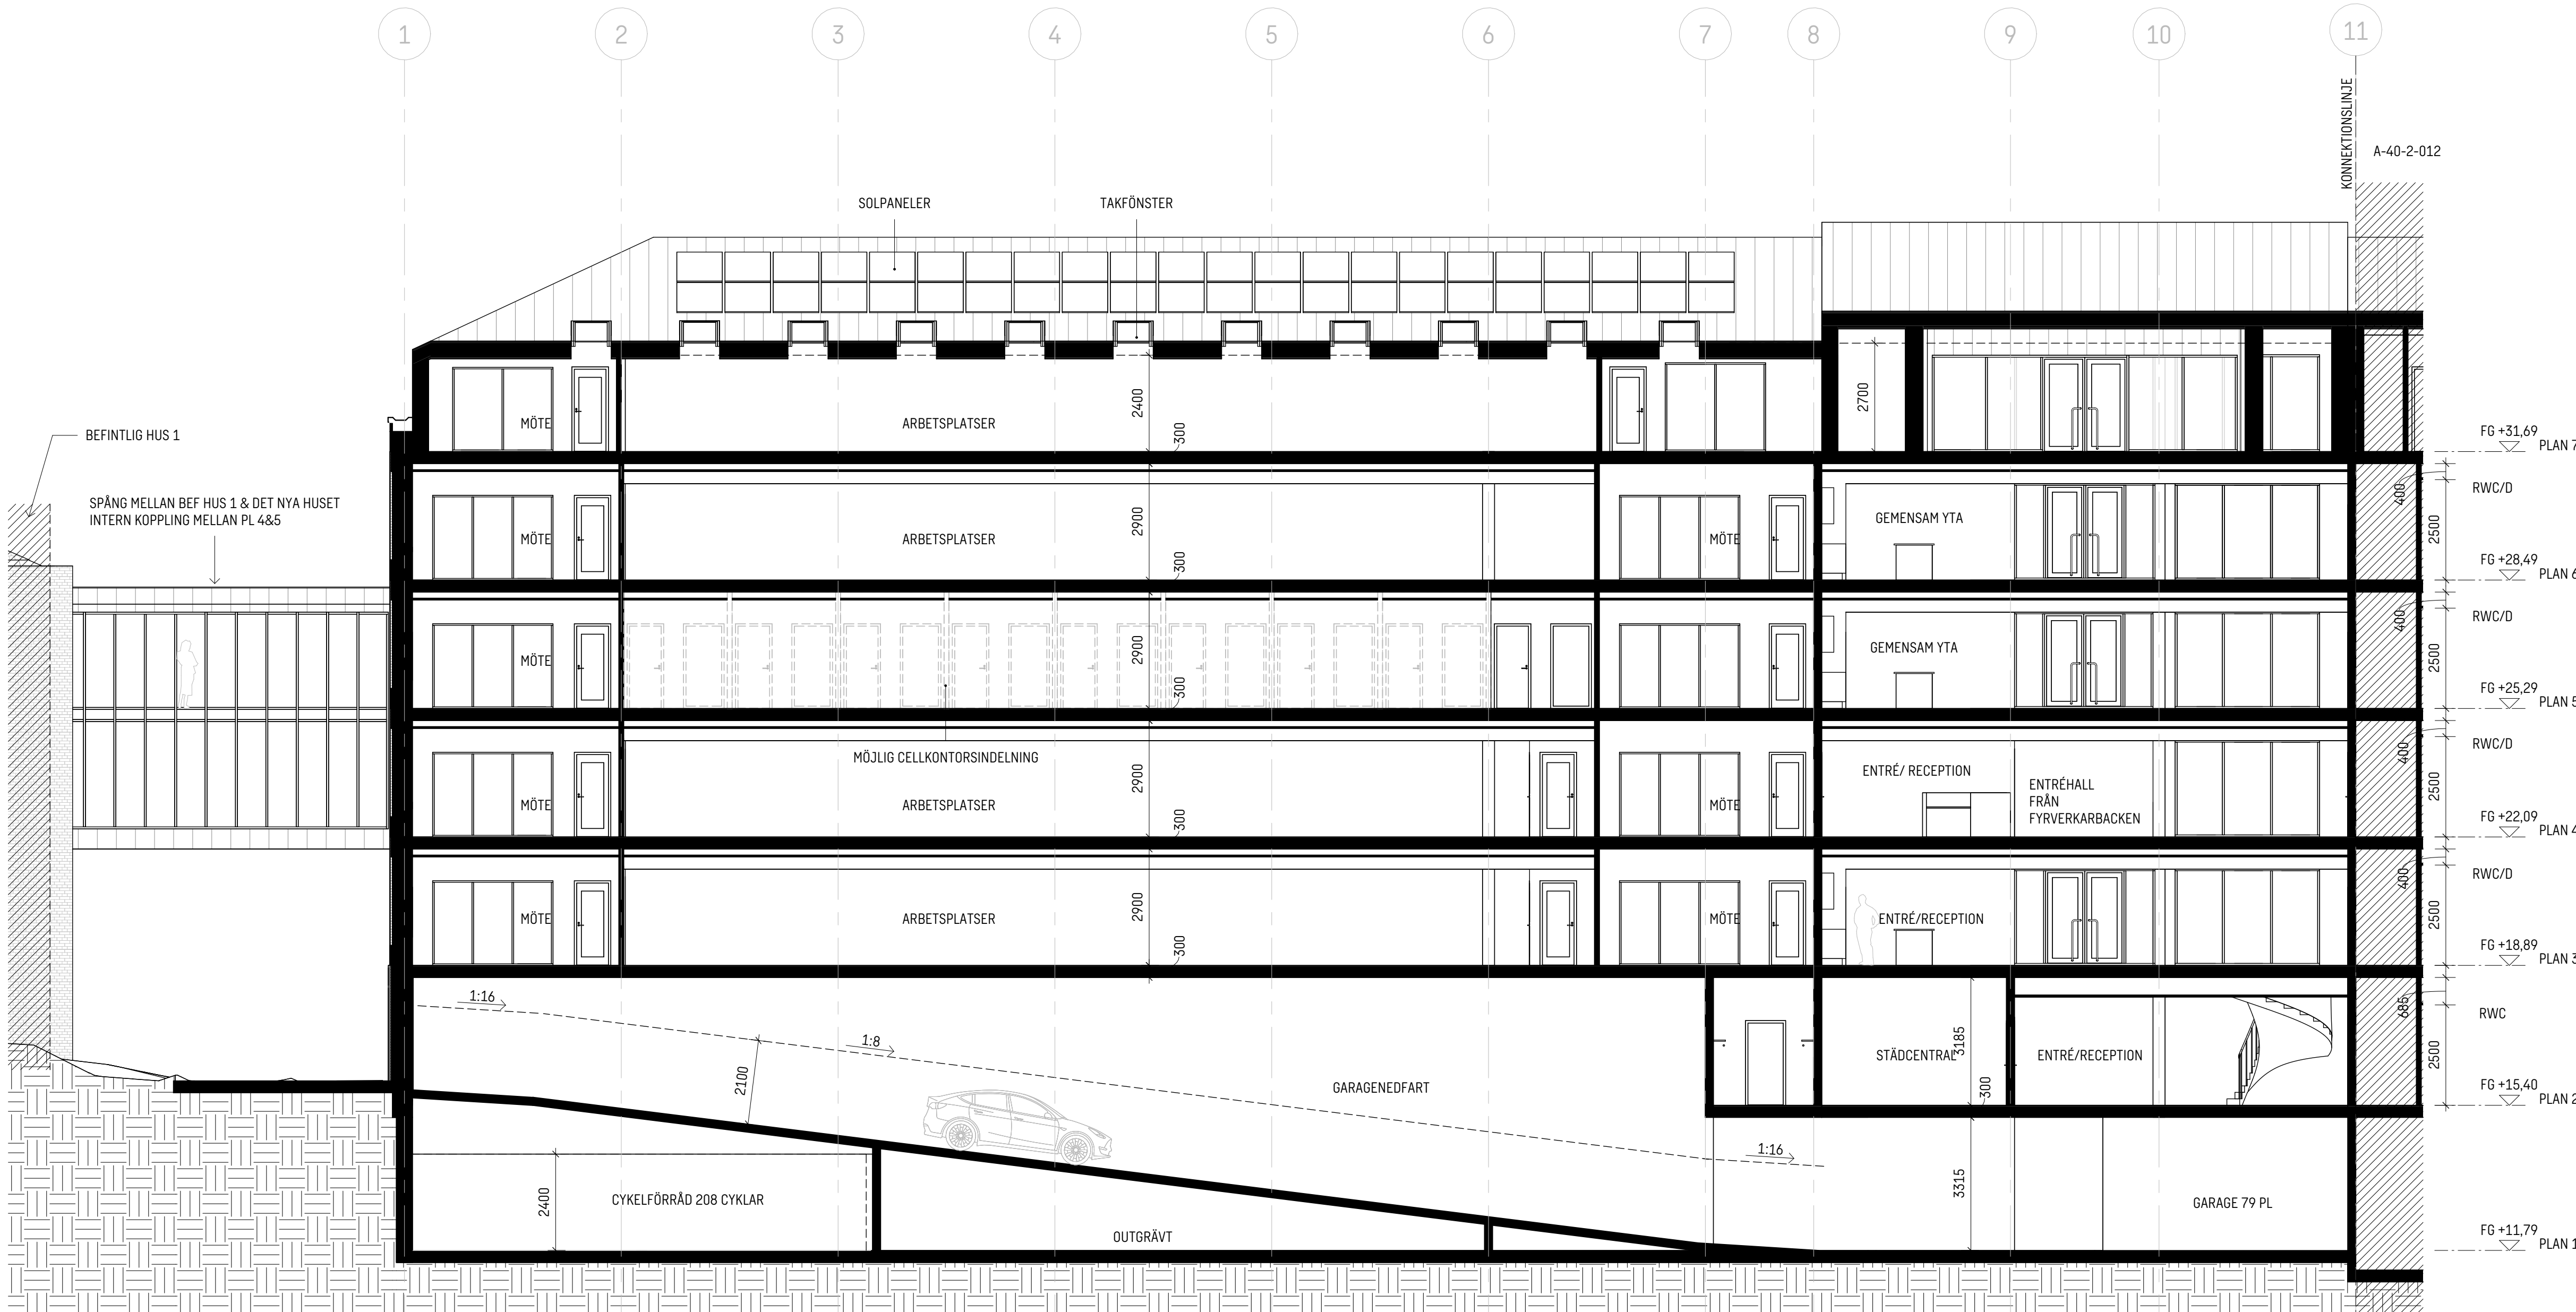 1
2
3
4
5
6
7
8
9
10
11
KONNEKTIONSLINJE
A-40-2-012
SOLPANELER
TAKFÖNSTER
BEFINTLIG HUS 1
SPÅNG MELLAN BEF HUS 1 & DET NYA HUSET
INTERN KOPPLING MELLAN PL 4&5
MÖTE
ARBETSPLATSER
2400
300
2700
FG +31,69
PLAN 7
MÖTE
ARBETSPLATSER
2900
300
MÖTE
GEMENSAM YTA
400
2500
RWC/D
FG +28,49
PLAN 6
MÖTE
2900
300
GEMENSAM YTA
400
2500
RWC/D
FG +25,29
PLAN 5
MÖJLIG CELLKONTORSINDELNING
MÖTE
ARBETSPLATSER
2900
300
MÖTE
ENTRÉ/ RECEPTION
ENTRÉHALL
FRÅN
FYRVERKARBACKEN
400
2500
RWC/D
FG +22,09
PLAN 4
MÖTE
ARBETSPLATSER
2900
300
MÖTE
ENTRÉ/RECEPTION
400
2500
RWC/D
FG +18,89
PLAN 3
1:16
1:8
2100
GARAGENEDFART
STÄDCENTRAL
3185
300
ENTRÉ/RECEPTION
685
2500
RWC
FG +15,40
PLAN 2
1:16
2400
CYKELFÖRRÅD 208 CYKLAR
OUTGRÄVT
3315
GARAGE 79 PL
FG +11,79
PLAN 1